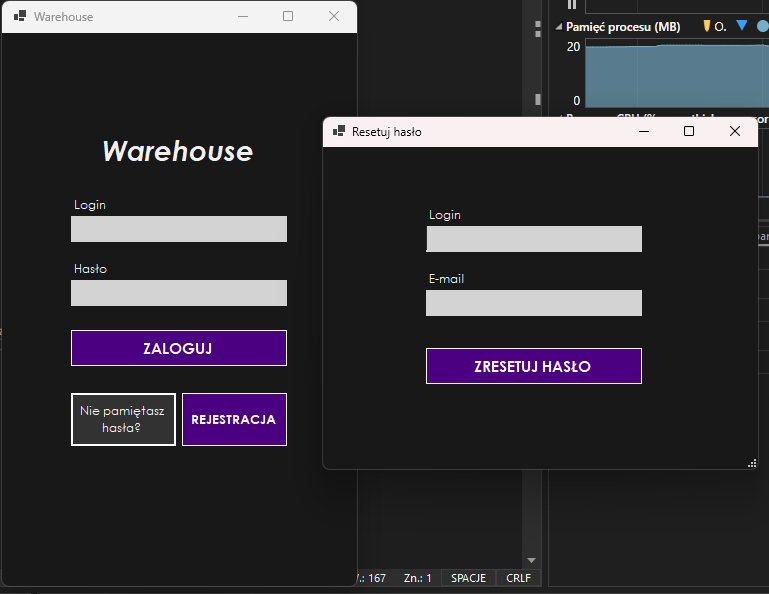 Warehouse
Warehouse
Login
Hasło
ZALOGUJ
Nie pamiętasz
hasła?
REJESTRACJA
Pamięć procesu (MB)
O.
20
0
Resetuj hasło
Login
E-mail
ZRESETUJ HASŁO
167
Zn.: 1
SPACJE
CRLF